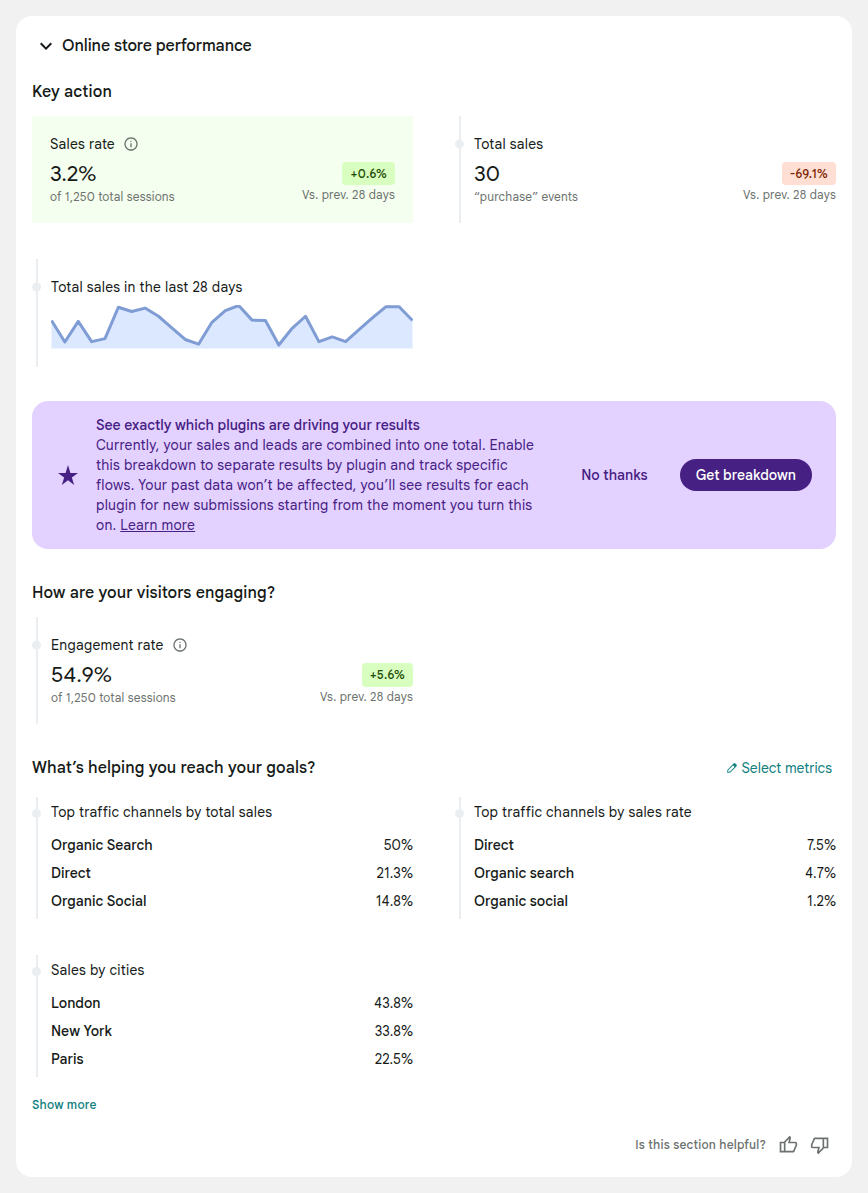 Online store performance
Key action
Sales rate
3.2%
+0.6%
of 1,250 total sessions
Vs. prev. 28 days
Total sales
30
-69.1%
“purchase” events
Vs. prev. 28 days
Total sales in the last 28 days
See exactly which plugins are driving your results
Currently, your sales and leads are combined into one total. Enable
this breakdown to separate results by plugin and track specific
flows. Your past data won’t be affected, you’ll see results for each
plugin for new submissions starting from the moment you turn this
on. Learn more
No thanks
Get breakdown
How are your visitors engaging?
Engagement rate
54.9%
+5.6%
of 1,250 total sessions
Vs. prev. 28 days
What’s helping you reach your goals?
Select metrics
Top traffic channels by total sales
Organic Search 50%
Direct 21.3%
Organic Social 14.8%
Top traffic channels by sales rate
Direct 7.5%
Organic search 4.7%
Organic social 1.2%
Sales by cities
London 43.8%
New York 33.8%
Paris 22.5%
Show more
Is this section helpful?